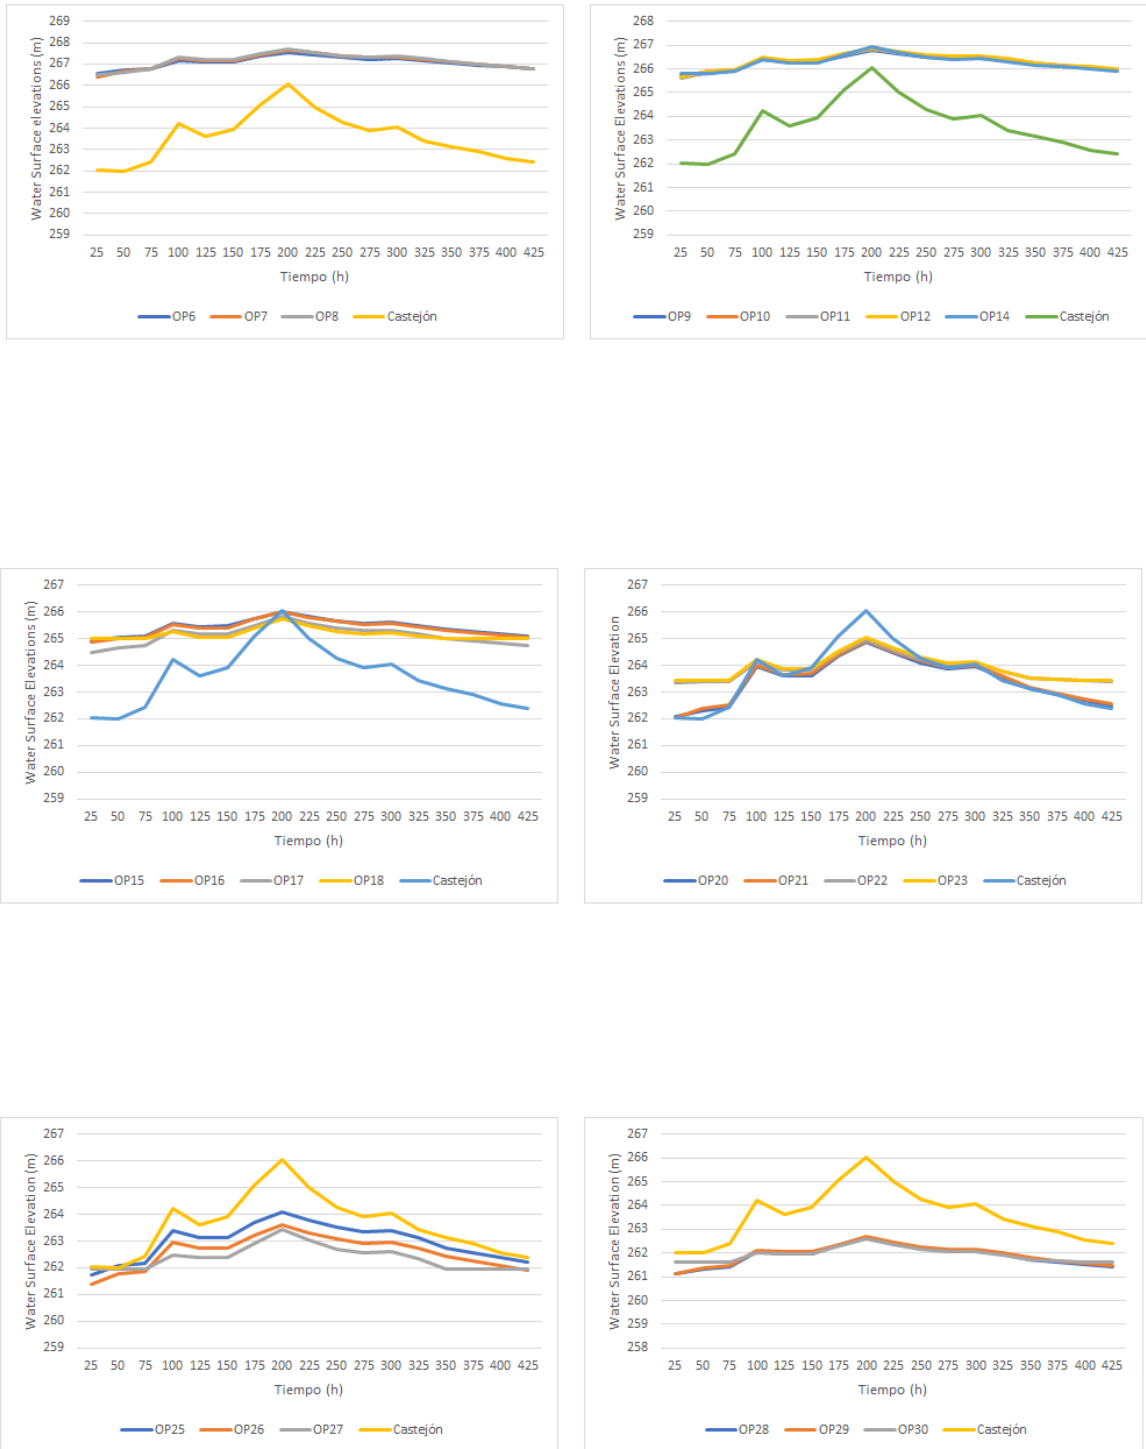 Water Surface elevations (m)
269
268
267
266
265
264
263
262
261
260
259
25 50 75 100 125 150 175 200 225 250 275 300 325 350 375 400 425
Tiempo (h)
OP6 OP7 OP8 Castejón
Water Surface Elevations (m)
268
267
266
265
264
263
262
261
260
259
25 50 75 100 125 150 175 200 225 250 275 300 325 350 375 400 425
Tiempo (h)
OP9 OP10 OP11 OP12 OP14 Castejón
Water Surface Elevations (m)
267
266
265
264
263
262
261
260
259
25 50 75 100 125 150 175 200 225 250 275 300 325 350 375 400 425
Tiempo (h)
OP15 OP16 OP17 OP18 Castejón
Water Surface Elevation
267
266
265
264
263
262
261
260
259
25 50 75 100 125 150 175 200 225 250 275 300 325 350 375 400 425
Tiempo (h)
OP20 OP21 OP22 OP23 Castejón
Water Surface Elevation (m)
267
266
265
264
263
262
261
260
259
25 50 75 100 125 150 175 200 225 250 275 300 325 350 375 400 425
Tiempo (h)
OP25 OP26 OP27 Castejón
Water Surface Elevation (m)
267
266
265
264
263
262
261
260
259
258
25 50 75 100 125 150 175 200 225 250 275 300 325 350 375 400 425
Tiempo (h)
OP28 OP29 OP30 Castejón